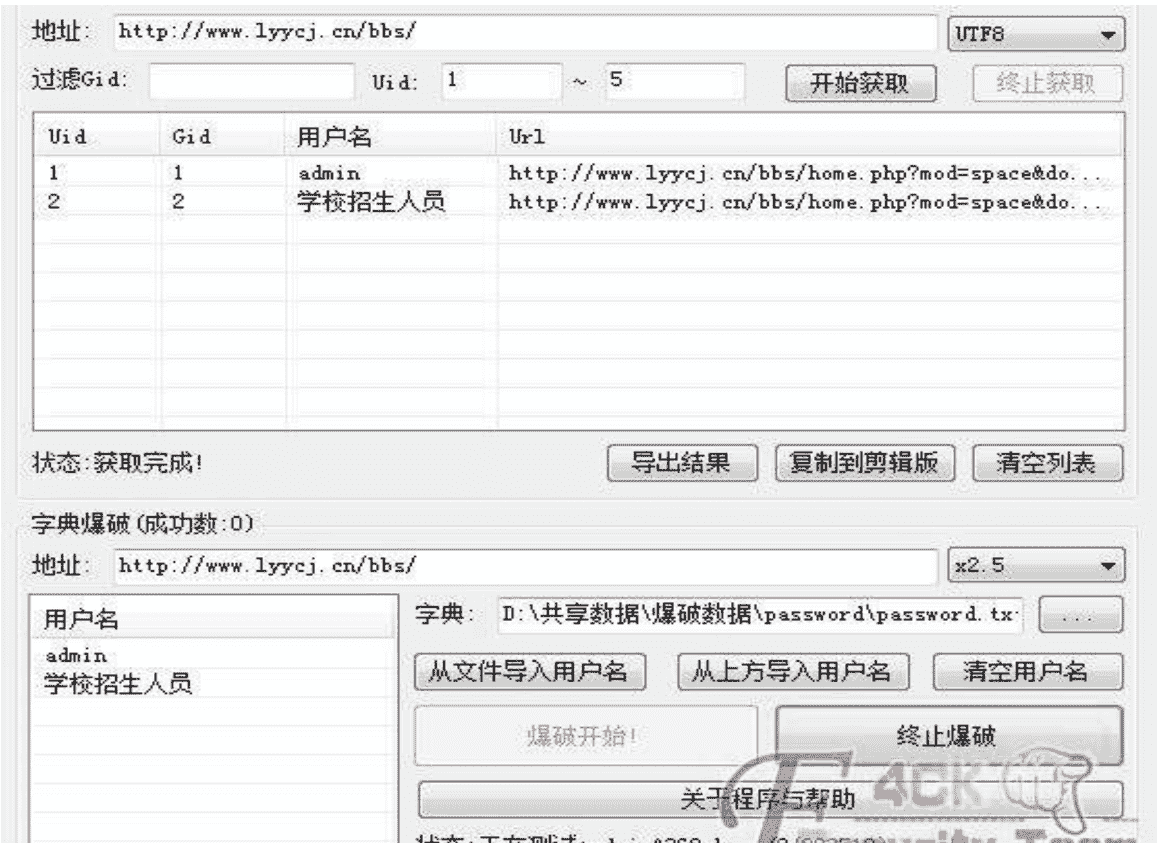 地址: http://www.lyycj.cn/bbs/ UTF8
过滤Gid: Uid: 1 ~ 5 开始获取 终止获取
Uid Gid 用户名 Url
1 1 admin http://www.lyycj.cn/bbs/home.php?mod=space&do...
2 2 学校招生人员 http://www.lyycj.cn/bbs/home.php?mod=space&do...
状态:获取完成! 导出结果 复制到剪辑版 清空列表
字典爆破(成功数:0)
地址: http://www.lyycj.cn/bbs/ x2.5
用户名
admin
学校招生人员
字典: D:\共享数据\爆破数据\password\password.tx ...
从文件导入用户名 从上方导入用户名 清空用户名
爆破开始! 终止爆破
关于程序与帮助
F4CK
状态:正在测试